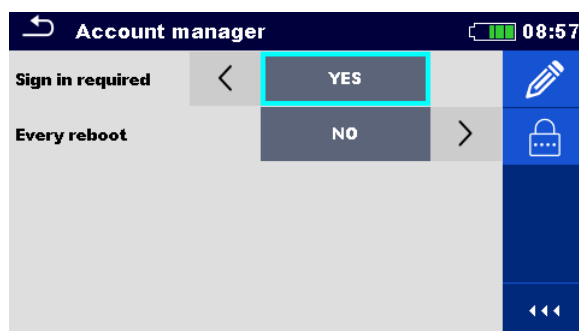 Account manager 08:57
Sign in required YES
Every reboot NO